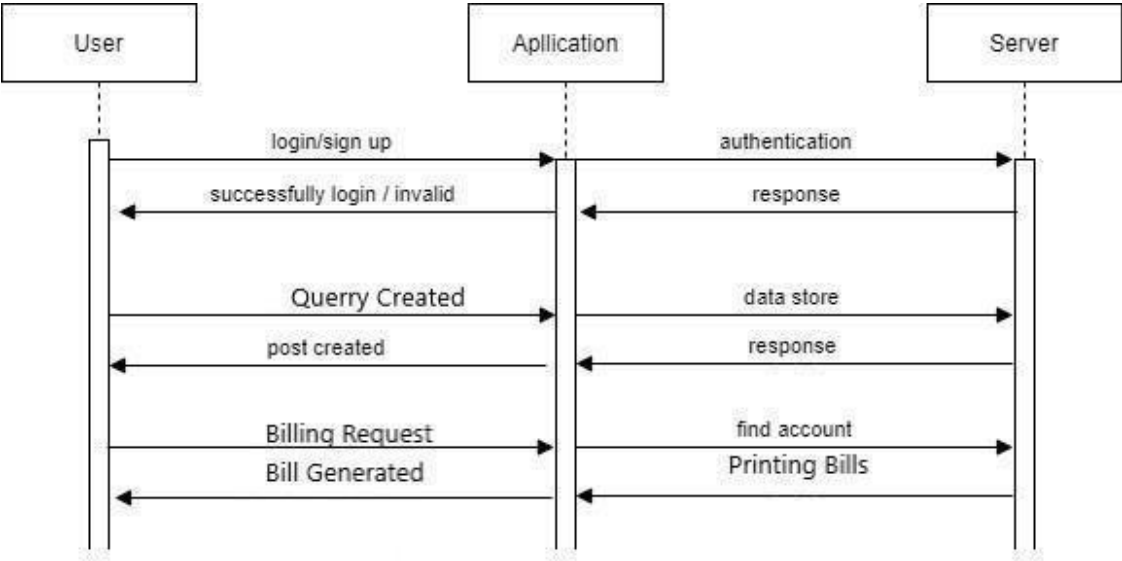 User
Apllication
Server
login/sign up
authentication
successfully login / invalid
response
Querry Created
data store
post created
response
Billing Request
find account
Bill Generated
Printing Bills